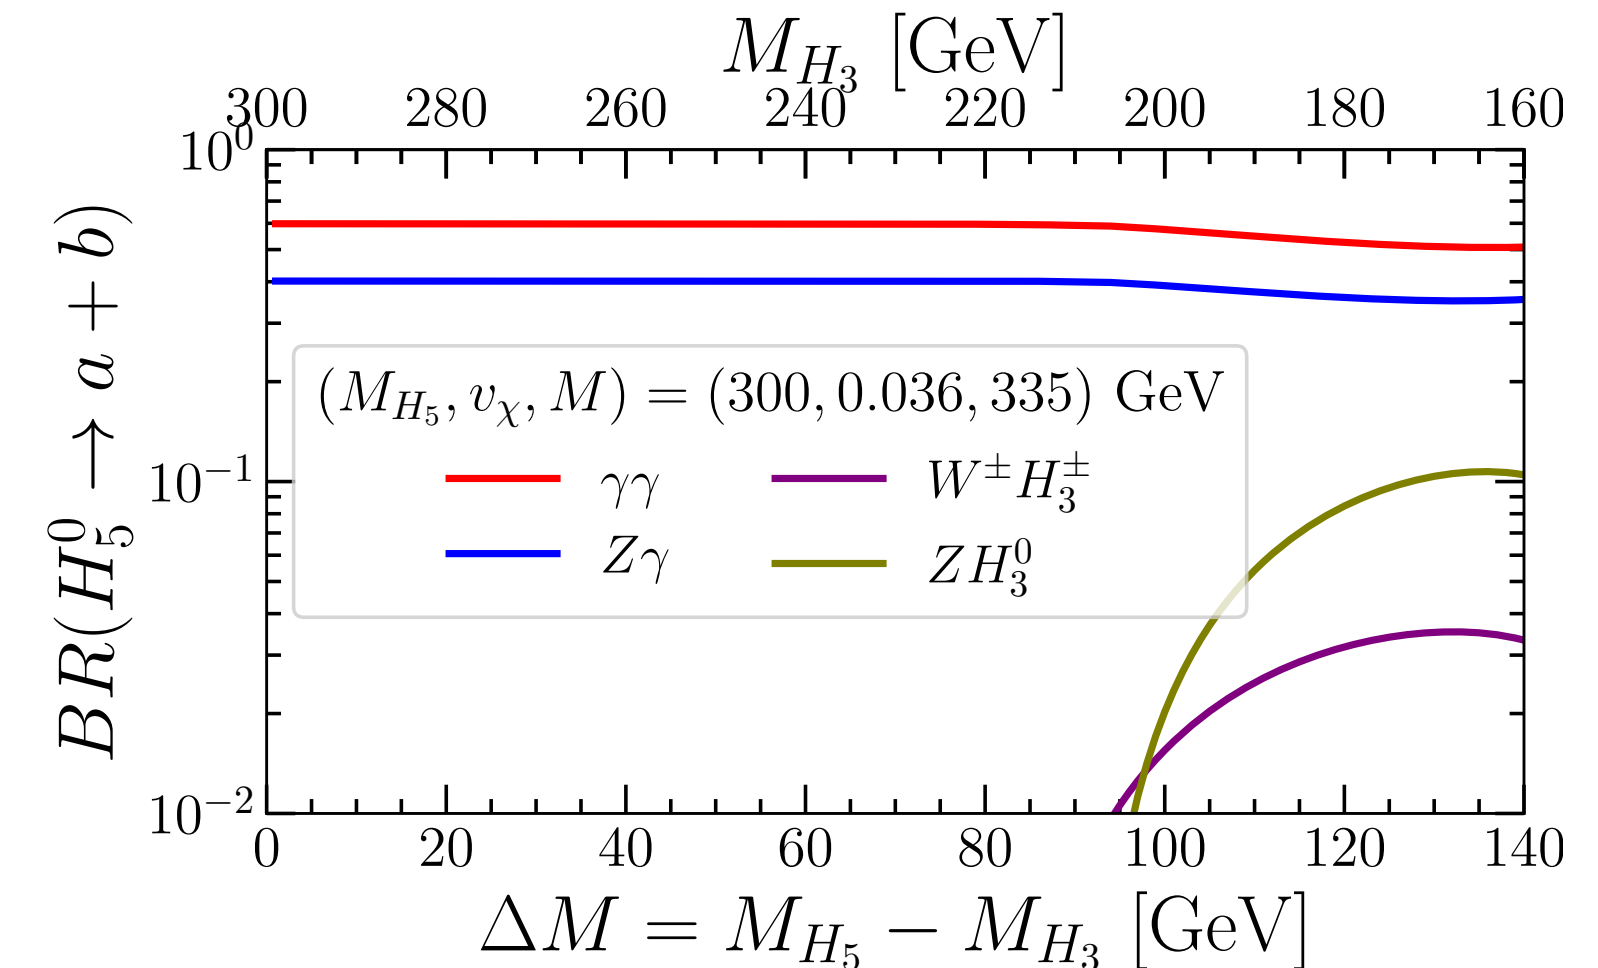 M_{H_3} [GeV]
300 280 260 240 220 200 180 160
10^0
10^{-1}
10^{-2}
BR(H_5^0 → a + b)
(M_{H_5}, v_χ, M) = (300, 0.036, 335) GeV
γγ W^±H_3^±
Zγ ZH_3^0
0 20 40 60 80 100 120 140
ΔM = M_{H_5} − M_{H_3} [GeV]